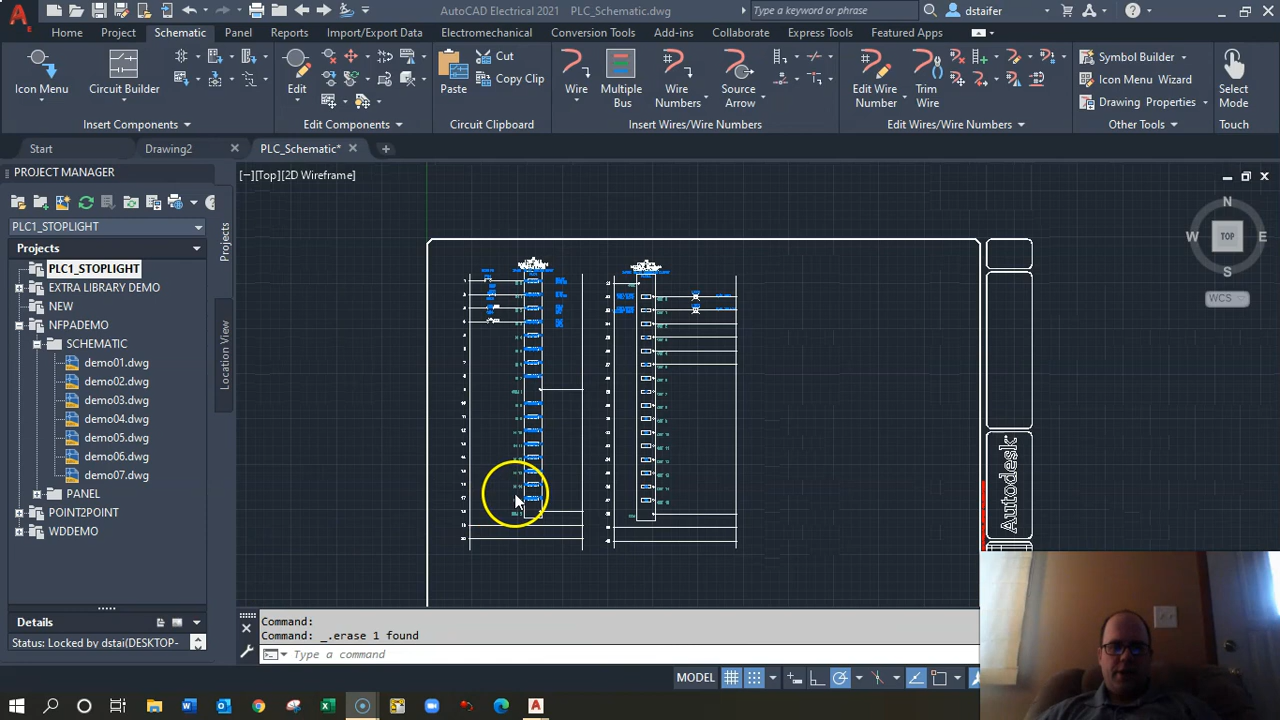 AutoCAD Electrical 2021 PLC_Schematic.dwg
Type a keyword or phrase
dstaifer
Home Project Schematic Panel Reports Import/Export Data Electromechanical Conversion Tools Add-ins Collaborate Express Tools Featured Apps
Icon Menu
Circuit Builder
Insert Components
Edit
Edit Components
Paste
Cut
Copy Clip
Circuit Clipboard
Wire
Multiple Bus
Wire Numbers
Source Arrow
Insert Wires/Wire Numbers
Edit Wire Number
Trim Wire
Edit Wires/Wire Numbers
Symbol Builder
Icon Menu Wizard
Drawing Properties
Other Tools
Select Mode
Touch
Start
Drawing2
PLC_Schematic*
PROJECT MANAGER
PLC1_STOPLIGHT
Projects
PLC1_STOPLIGHT
EXTRA LIBRARY DEMO
NEW
NFPADEMO
SCHEMATIC
demo01.dwg
demo02.dwg
demo03.dwg
demo04.dwg
demo05.dwg
demo06.dwg
demo07.dwg
PANEL
POINT2POINT
WDDEMO
Details
Status: Locked by dstai(DESKTOP-
Projects
Location View
[−][Top][2D Wireframe]
N
W TOP E
S
WCS
Autodesk
Command:
Command: _.erase 1 found
Type a command
MODEL